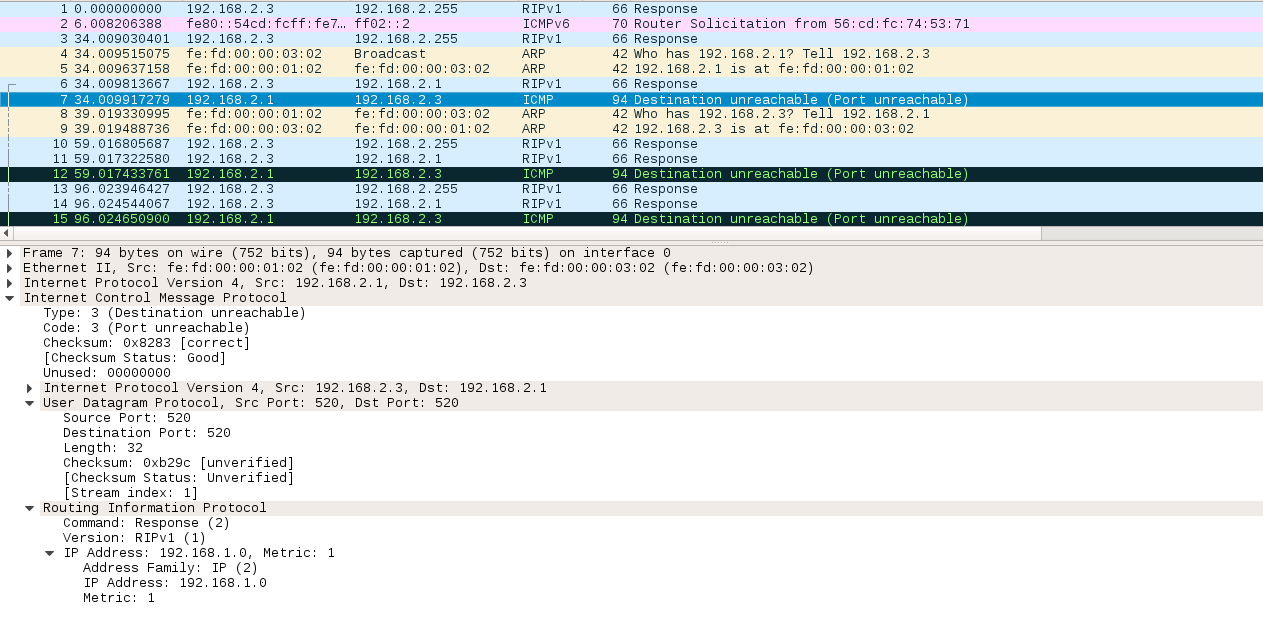 1 0.000000000 192.168.2.3 192.168.2.255 RIPv1 66 Response
2 6.008206388 fe80::54cd:fcff:fe7… ff02::2 ICMPv6 70 Router Solicitation from 56:cd:fc:74:53:71
3 34.009030401 192.168.2.3 192.168.2.255 RIPv1 66 Response
4 34.009515075 fe:fd:00:00:03:02 Broadcast ARP 42 Who has 192.168.2.1? Tell 192.168.2.3
5 34.009637158 fe:fd:00:00:01:02 fe:fd:00:00:03:02 ARP 42 192.168.2.1 is at fe:fd:00:00:01:02
6 34.009813667 192.168.2.3 192.168.2.1 RIPv1 66 Response
7 34.009917279 192.168.2.1 192.168.2.3 ICMP 94 Destination unreachable (Port unreachable)
8 39.019330995 fe:fd:00:00:01:02 fe:fd:00:00:03:02 ARP 42 Who has 192.168.2.3? Tell 192.168.2.1
9 39.019488736 fe:fd:00:00:03:02 fe:fd:00:00:01:02 ARP 42 192.168.2.3 is at fe:fd:00:00:03:02
10 59.016805687 192.168.2.3 192.168.2.255 RIPv1 66 Response
11 59.017322580 192.168.2.3 192.168.2.1 RIPv1 66 Response
12 59.017433761 192.168.2.1 192.168.2.3 ICMP 94 Destination unreachable (Port unreachable)
13 96.023946427 192.168.2.3 192.168.2.255 RIPv1 66 Response
14 96.024544067 192.168.2.3 192.168.2.1 RIPv1 66 Response
15 96.024650900 192.168.2.1 192.168.2.3 ICMP 94 Destination unreachable (Port unreachable)
Frame 7: 94 bytes on wire (752 bits), 94 bytes captured (752 bits) on interface 0
Ethernet II, Src: fe:fd:00:00:01:02 (fe:fd:00:00:01:02), Dst: fe:fd:00:00:03:02 (fe:fd:00:00:03:02)
Internet Protocol Version 4, Src: 192.168.2.1, Dst: 192.168.2.3
Internet Control Message Protocol
Type: 3 (Destination unreachable)
Code: 3 (Port unreachable)
Checksum: 0x8283 [correct]
[Checksum Status: Good]
Unused: 00000000
Internet Protocol Version 4, Src: 192.168.2.3, Dst: 192.168.2.1
User Datagram Protocol, Src Port: 520, Dst Port: 520
Source Port: 520
Destination Port: 520
Length: 32
Checksum: 0xb29c [unverified]
[Checksum Status: Unverified]
[Stream index: 1]
Routing Information Protocol
Command: Response (2)
Version: RIPv1 (1)
IP Address: 192.168.1.0, Metric: 1
Address Family: IP (2)
IP Address: 192.168.1.0
Metric: 1